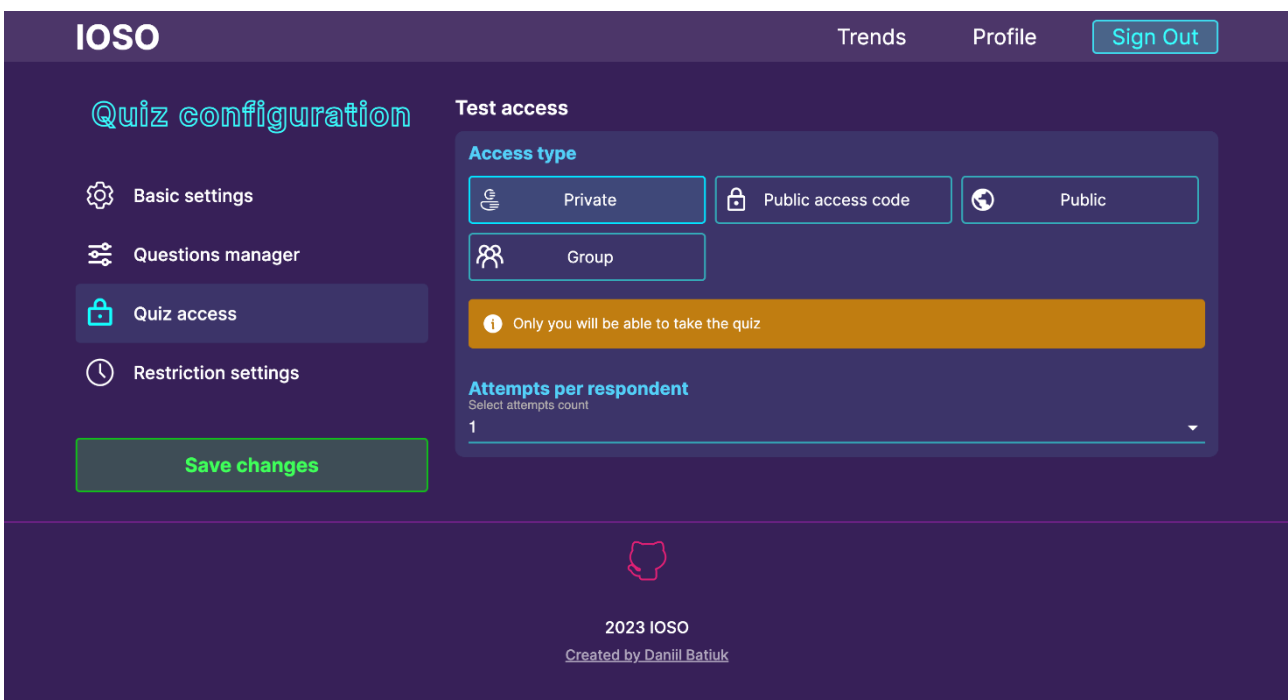 IOSO
Trends
Profile
Sign Out
Quiz configuration
Basic settings
Questions manager
Quiz access
Restriction settings
Save changes
Test access
Access type
Private
Public access code
Public
Group
Only you will be able to take the quiz
Attempts per respondent
Select attempts count
1
2023 IOSO
Created by Daniil Batiuk